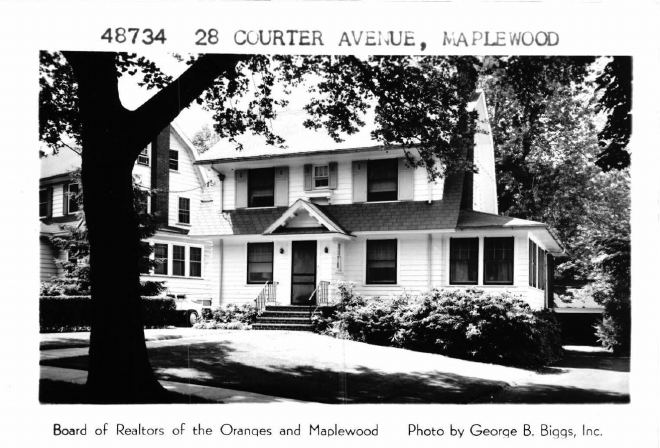 48734 28 COURTER AVENUE, MAPLEWOOD
Board of Realtors of the Oranges and Maplewood Photo by George B. Biggs, Inc.